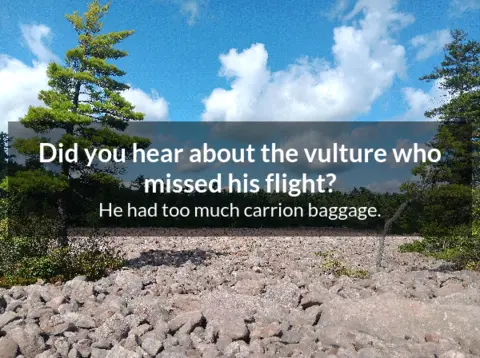 Did you hear about the vulture who
missed his flight?
He had too much carrion baggage.